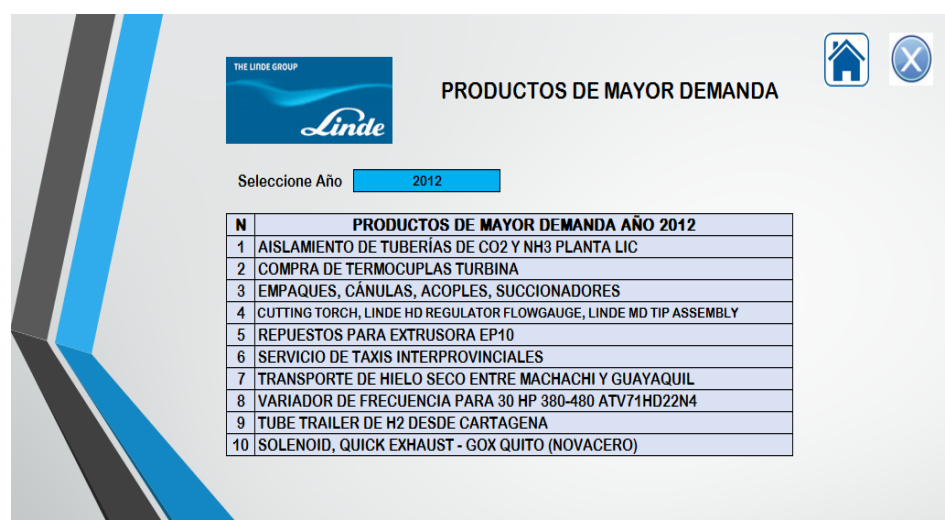 THE LINDE GROUP
Linde
PRODUCTOS DE MAYOR DEMANDA
Seleccione Año 2012
N PRODUCTOS DE MAYOR DEMANDA AÑO 2012
1 AISLAMIENTO DE TUBERÍAS DE CO2 Y NH3 PLANTA LIC
2 COMPRA DE TERMOCUPLAS TURBINA
3 EMPAQUES, CÁNULAS, ACOPLES, SUCCIONADORES
4 CUTTING TORCH, LINDE HD REGULATOR FLOWGAUGE, LINDE MD TIP ASSEMBLY
5 REPUESTOS PARA EXTRUSORA EP10
6 SERVICIO DE TAXIS INTERPROVINCIALES
7 TRANSPORTE DE HIELO SECO ENTRE MACHACHI Y GUAYAQUIL
8 VARIADOR DE FRECUENCIA PARA 30 HP 380-480 ATV71HD22N4
9 TUBE TRAILER DE H2 DESDE CARTAGENA
10 SOLENOID, QUICK EXHAUST - GOX QUITO (NOVACERO)